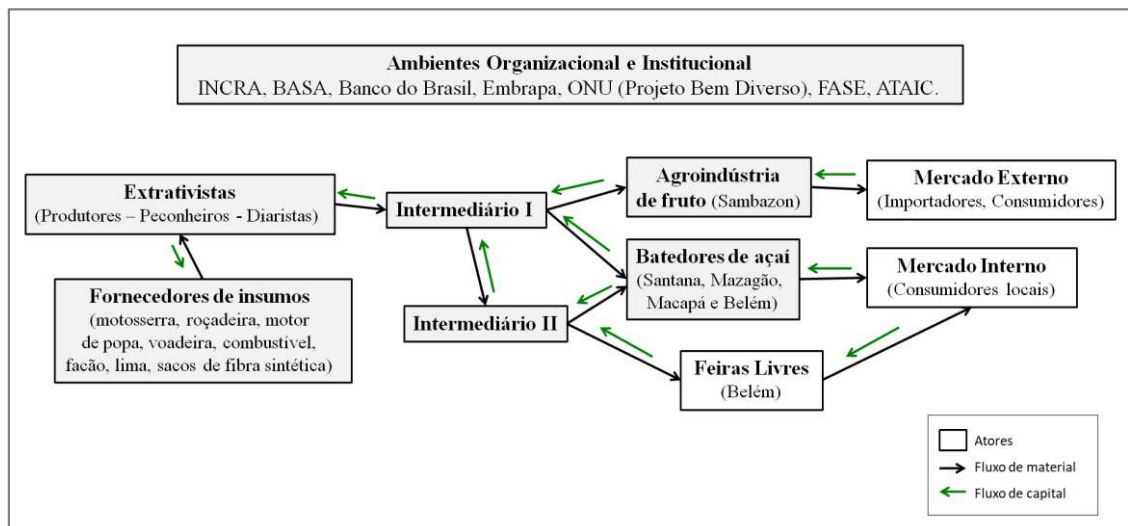 Ambientes Organizacional e Institucional
INCRA, BASA, Banco do Brasil, Embrapa, ONU (Projeto Bem Diverso), FASE, ATAIC.
Extrativistas
(Produtores – Peconheiros - Diaristas)
Fornecedores de insumos
(motosserra, roçadeira, motor
de popa, voadeira, combustível,
facão, lima, sacos de fibra sintética)
Intermediário I
Intermediário II
Agroindústria
de fruto (Sambazon)
Batedores de açaí
(Santana, Mazagão,
Macapá e Belém)
Feiras Livres
(Belém)
Mercado Externo
(Importadores, Consumidores)
Mercado Interno
(Consumidores locais)
Atores
Fluxo de material
Fluxo de capital